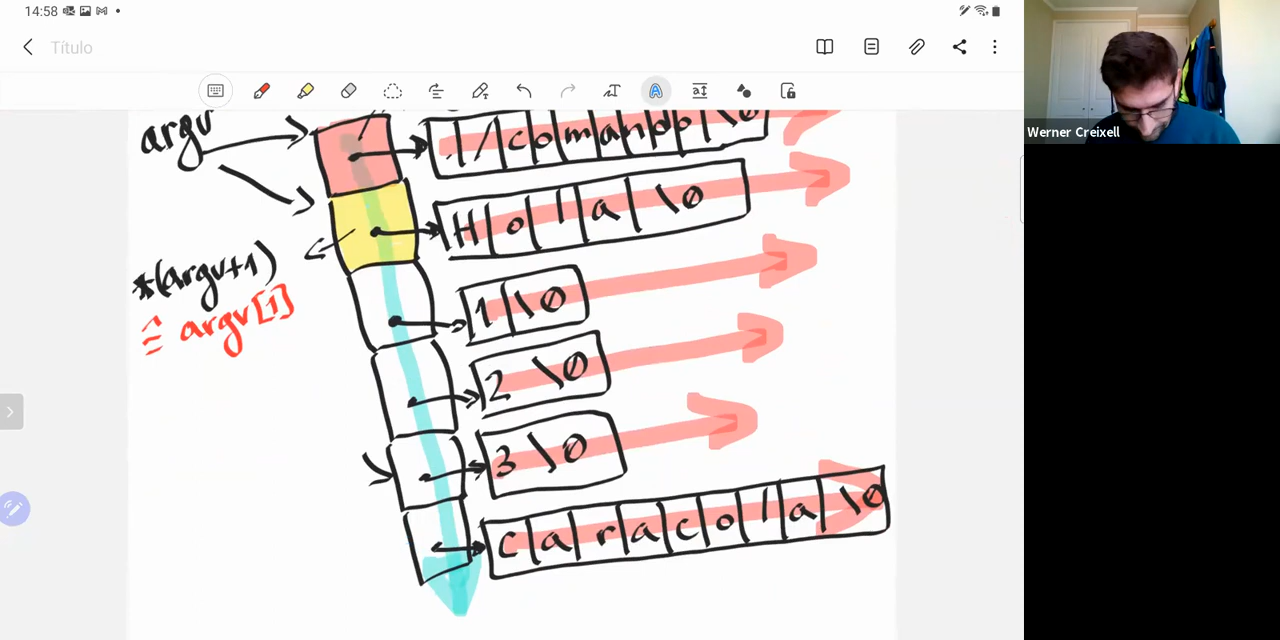 14:58
Título
Werner Creixell
argv
./comando\0
Hola\0
*(argv+1)
≡ argv[1]
1\0
2\0
3\0
caracola\0